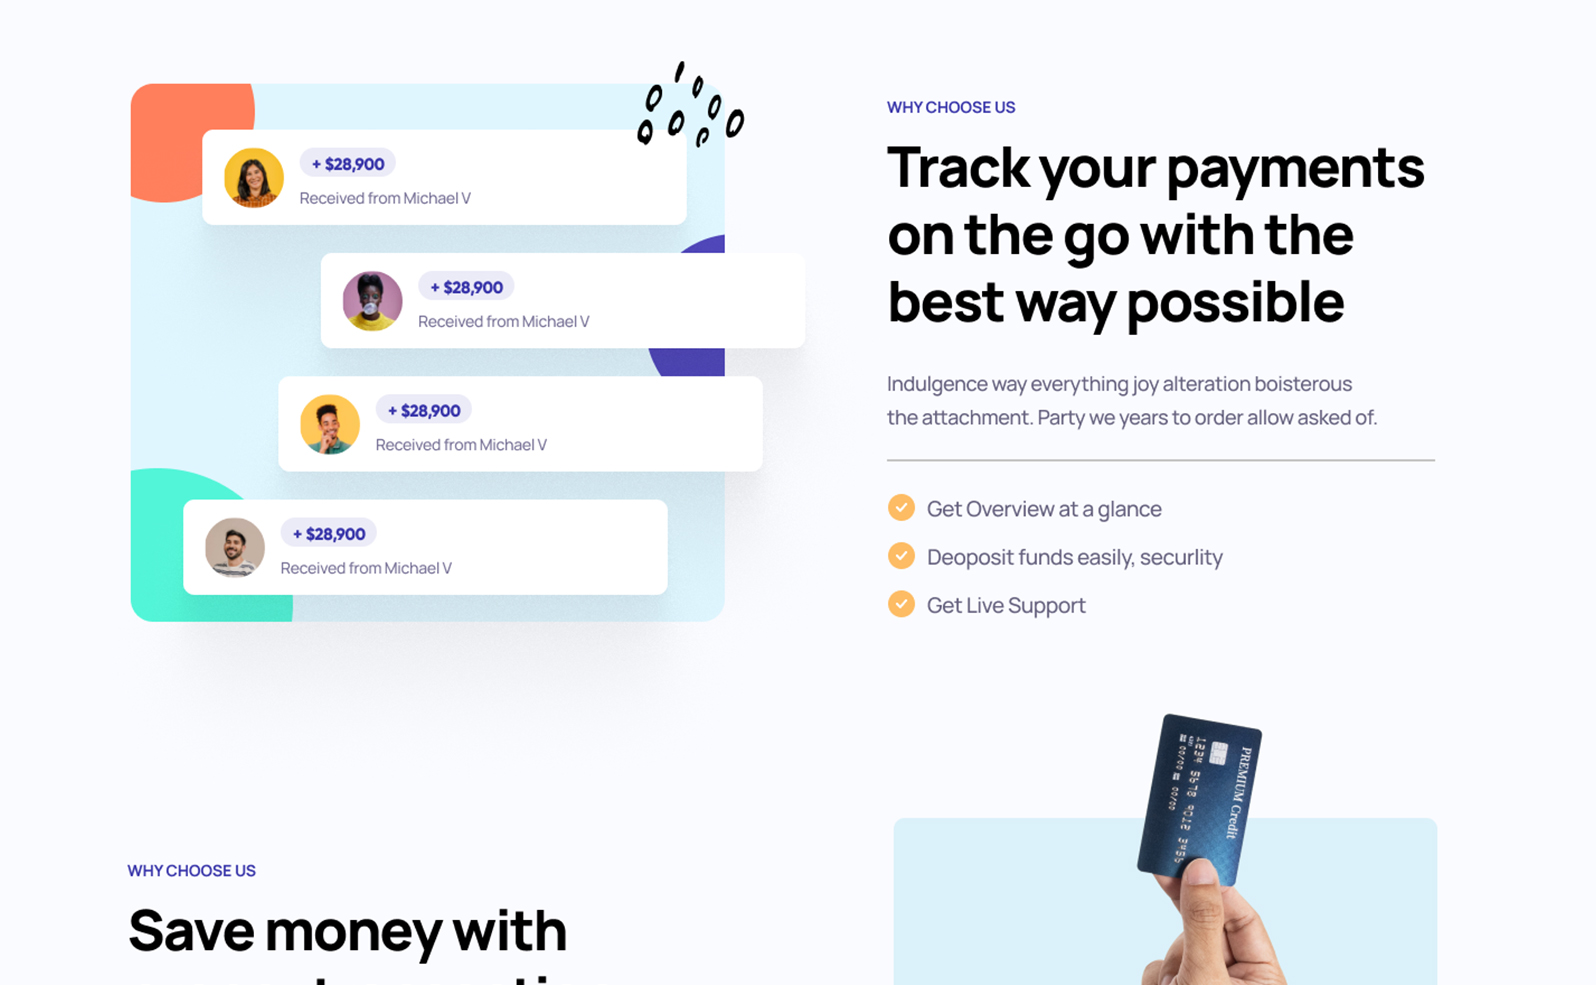 WHY CHOOSE US
Track your payments
on the go with the
best way possible
Indulgence way everything joy alteration boisterous
the attachment. Party we years to order allow asked of.
Get Overview at a glance
Deoposit funds easily, securlity
Get Live Support
+ $28,900
Received from Michael V
+ $28,900
Received from Michael V
+ $28,900
Received from Michael V
+ $28,900
Received from Michael V
WHY CHOOSE US
Save money with
PREMIUM Credit